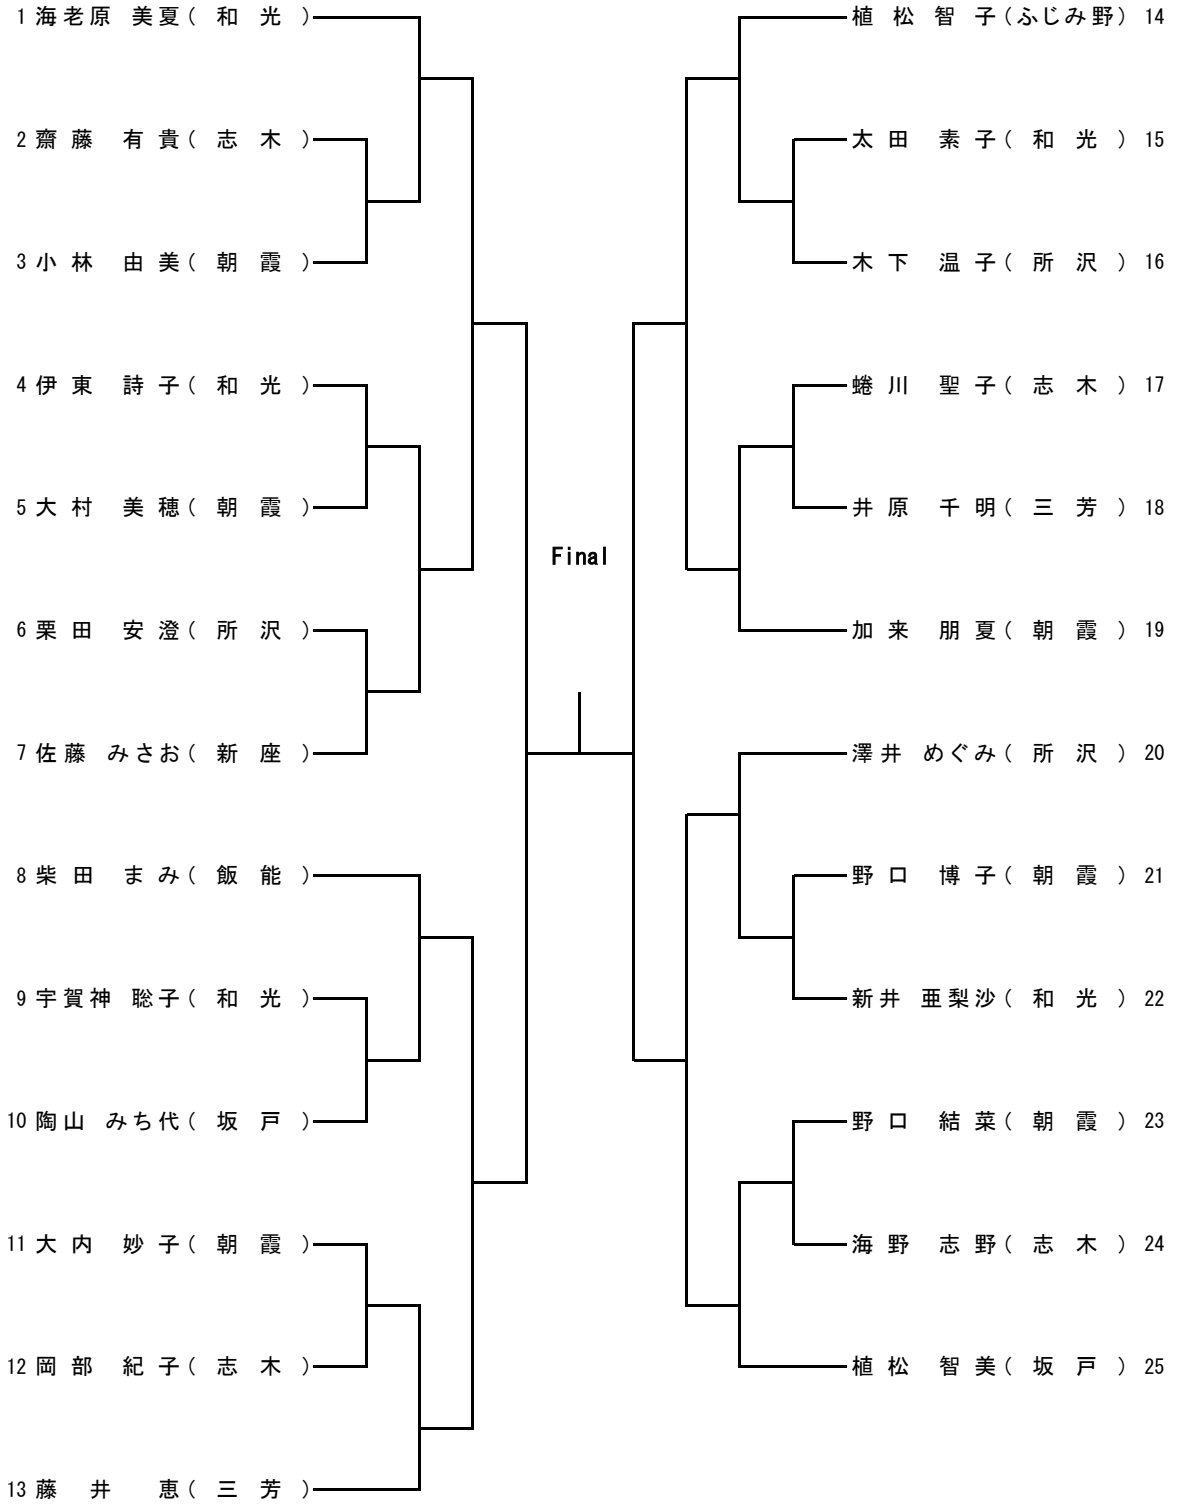 1 海老原 美夏 ( 和 光 )
2 齋藤 有貴 ( 志 木 )
3 小林 由美 ( 朝 霞 )
4 伊東 詩子 ( 和 光 )
5 大村 美穂 ( 朝 霞 )
6 栗田 安澄 ( 所 沢 )
7 佐藤 みさお ( 新 座 )
8 柴田 まみ ( 飯 能 )
9 宇賀神 聡子 ( 和 光 )
10 陶山 みち代 ( 坂 戸 )
11 大内 妙子 ( 朝 霞 )
12 岡部 紀子 ( 志 木 )
13 藤井 恵 ( 三 芳 )
Final
植松 智子 (ふじみ野) 14
太田 素子 ( 和 光 ) 15
木下 温子 ( 所 沢 ) 16
蜷川 聖子 ( 志 木 ) 17
井原 千明 ( 三 芳 ) 18
加来 朋夏 ( 朝 霞 ) 19
澤井 めぐみ ( 所 沢 ) 20
野口 博子 ( 朝 霞 ) 21
新井 亜梨沙 ( 和 光 ) 22
野口 結菜 ( 朝 霞 ) 23
海野 志野 ( 志 木 ) 24
植松 智美 ( 坂 戸 ) 25